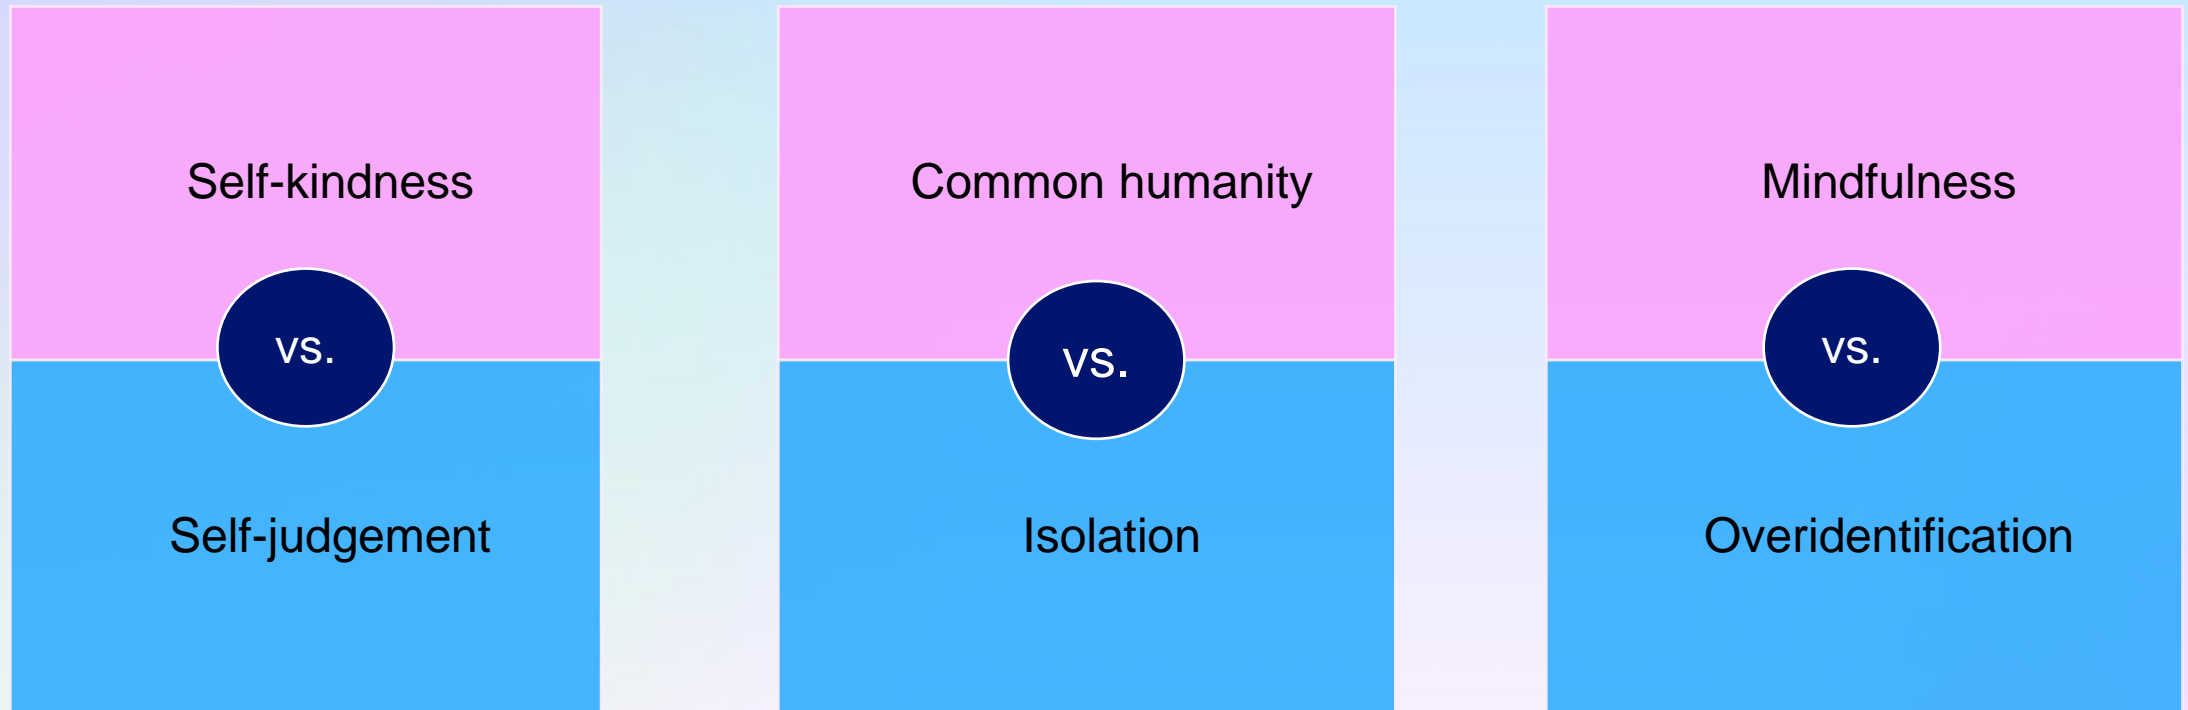 Self-kindness
vs.
Self-judgement
Common humanity
vs.
Isolation
Mindfulness
vs.
Overidentification